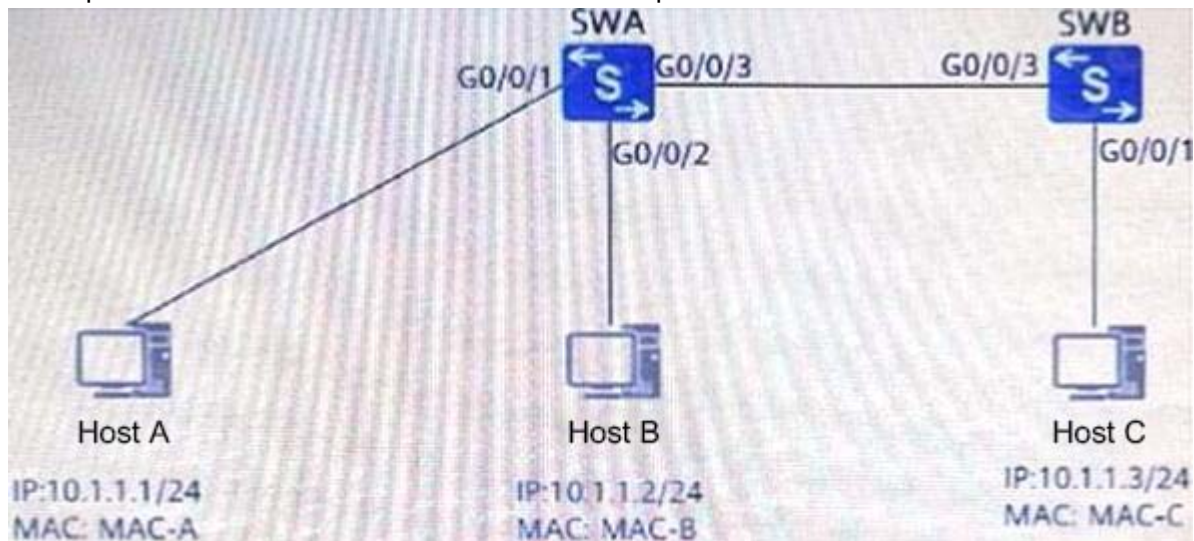 SWA
SWB
G0/0/1
S
G0/0/3
G0/0/3
S
G0/0/2
G0/0/1
Host A
Host B
Host C
IP:10.1.1.1/24
MAC: MAC-A
IP:10.1.1.2/24
MAC: MAC-B
IP:10.1.1.3/24
MAC: MAC-C